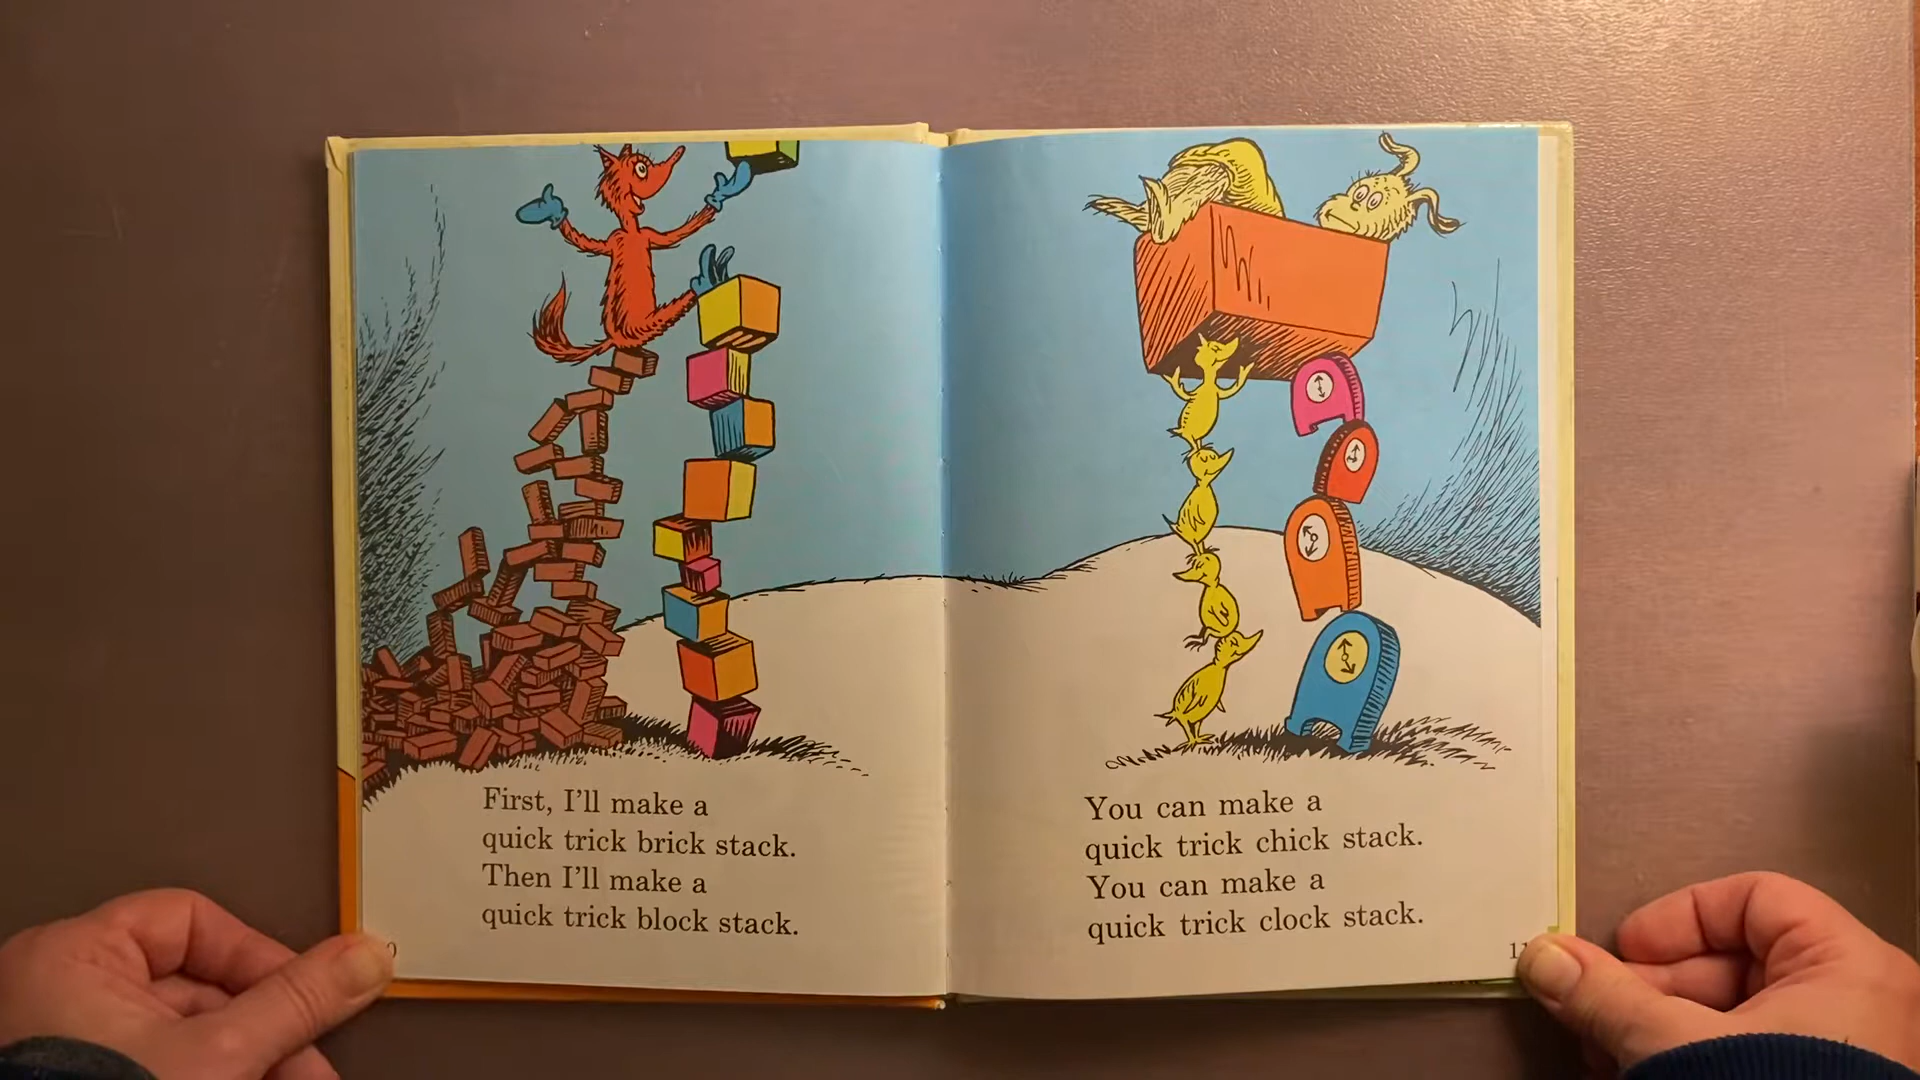 First, I'll make a
quick trick brick stack.
Then I'll make a
quick trick block stack.
You can make a
quick trick chick stack.
You can make a
quick trick clock stack.
11